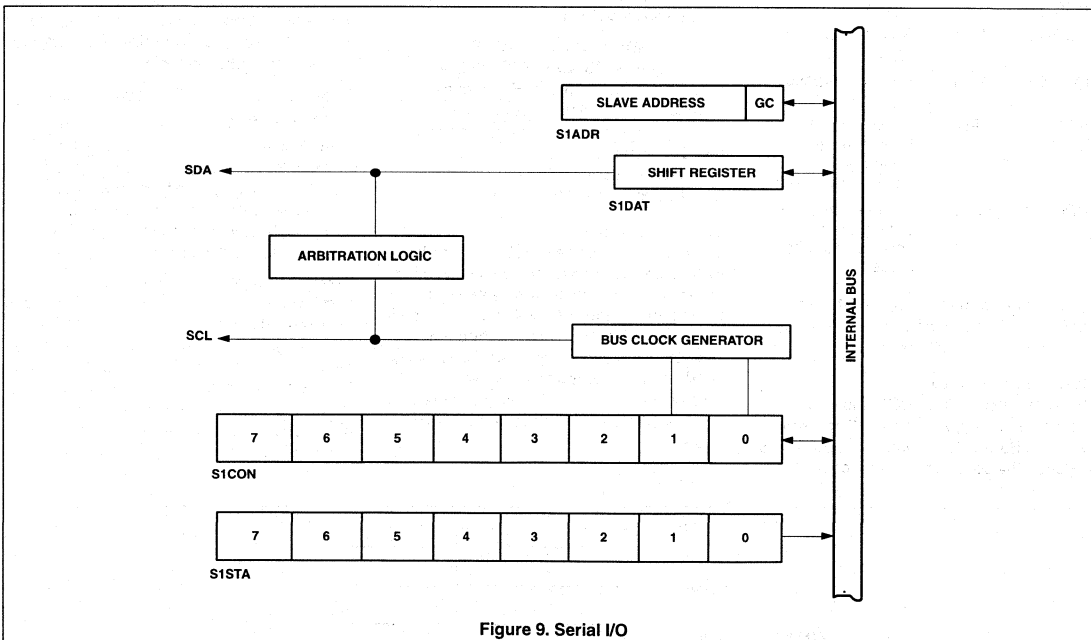 SLAVE ADDRESS GC
S1ADR
SDA
SHIFT REGISTER
S1DAT
ARBITRATION LOGIC
SCL
BUS CLOCK GENERATOR
INTERNAL BUS
7 6 5 4 3 2 1 0
S1CON
7 6 5 4 3 2 1 0
S1STA
Figure 9. Serial I/O